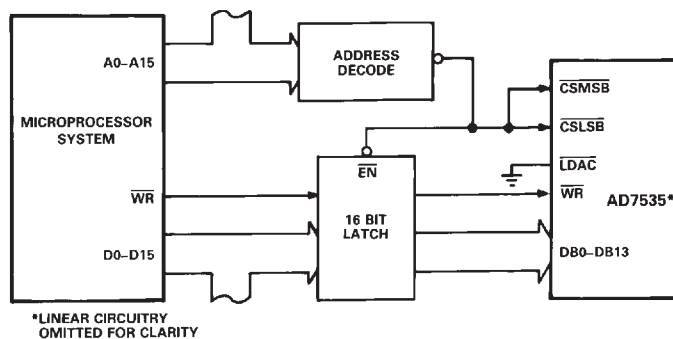 A0–A15
ADDRESS
DECODE
MICROPROCESSOR
SYSTEM
CSMSB
CSLSB
EN
LDAC
WR
16 BIT
LATCH
WR
AD7535*
D0–D15
DB0–DB13
*LINEAR CIRCUITRY
OMITTED FOR CLARITY